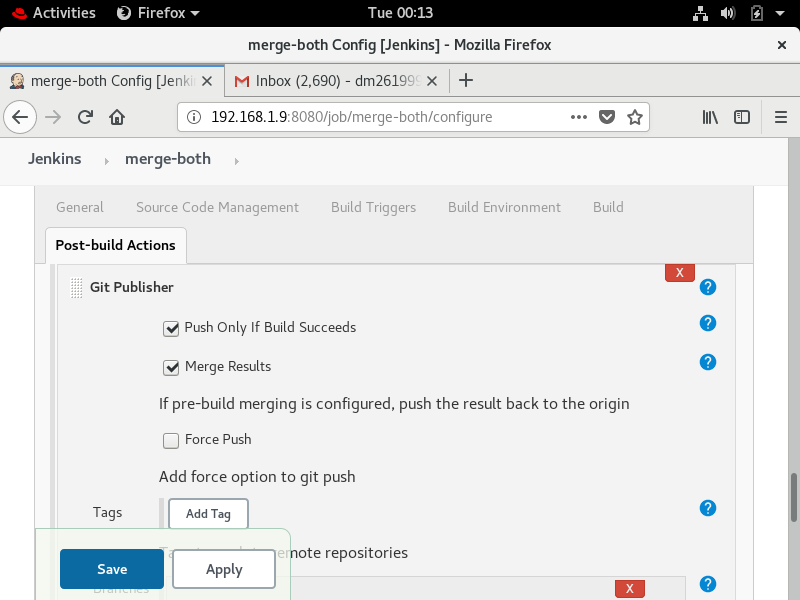 Activities Firefox Tue 00:13
merge-both Config [Jenkins] - Mozilla Firefox
merge-both Config [Jenki Inbox (2,690) - dm261999
192.168.1.9:8080/job/merge-both/configure
Jenkins merge-both
General Source Code Management Build Triggers Build Environment Build
Post-build Actions
X
Git Publisher
Push Only If Build Succeeds
Merge Results
If pre-build merging is configured, push the result back to the origin
Force Push
Add force option to git push
Tags Add Tag
remote repositories
Save Apply
Branches X